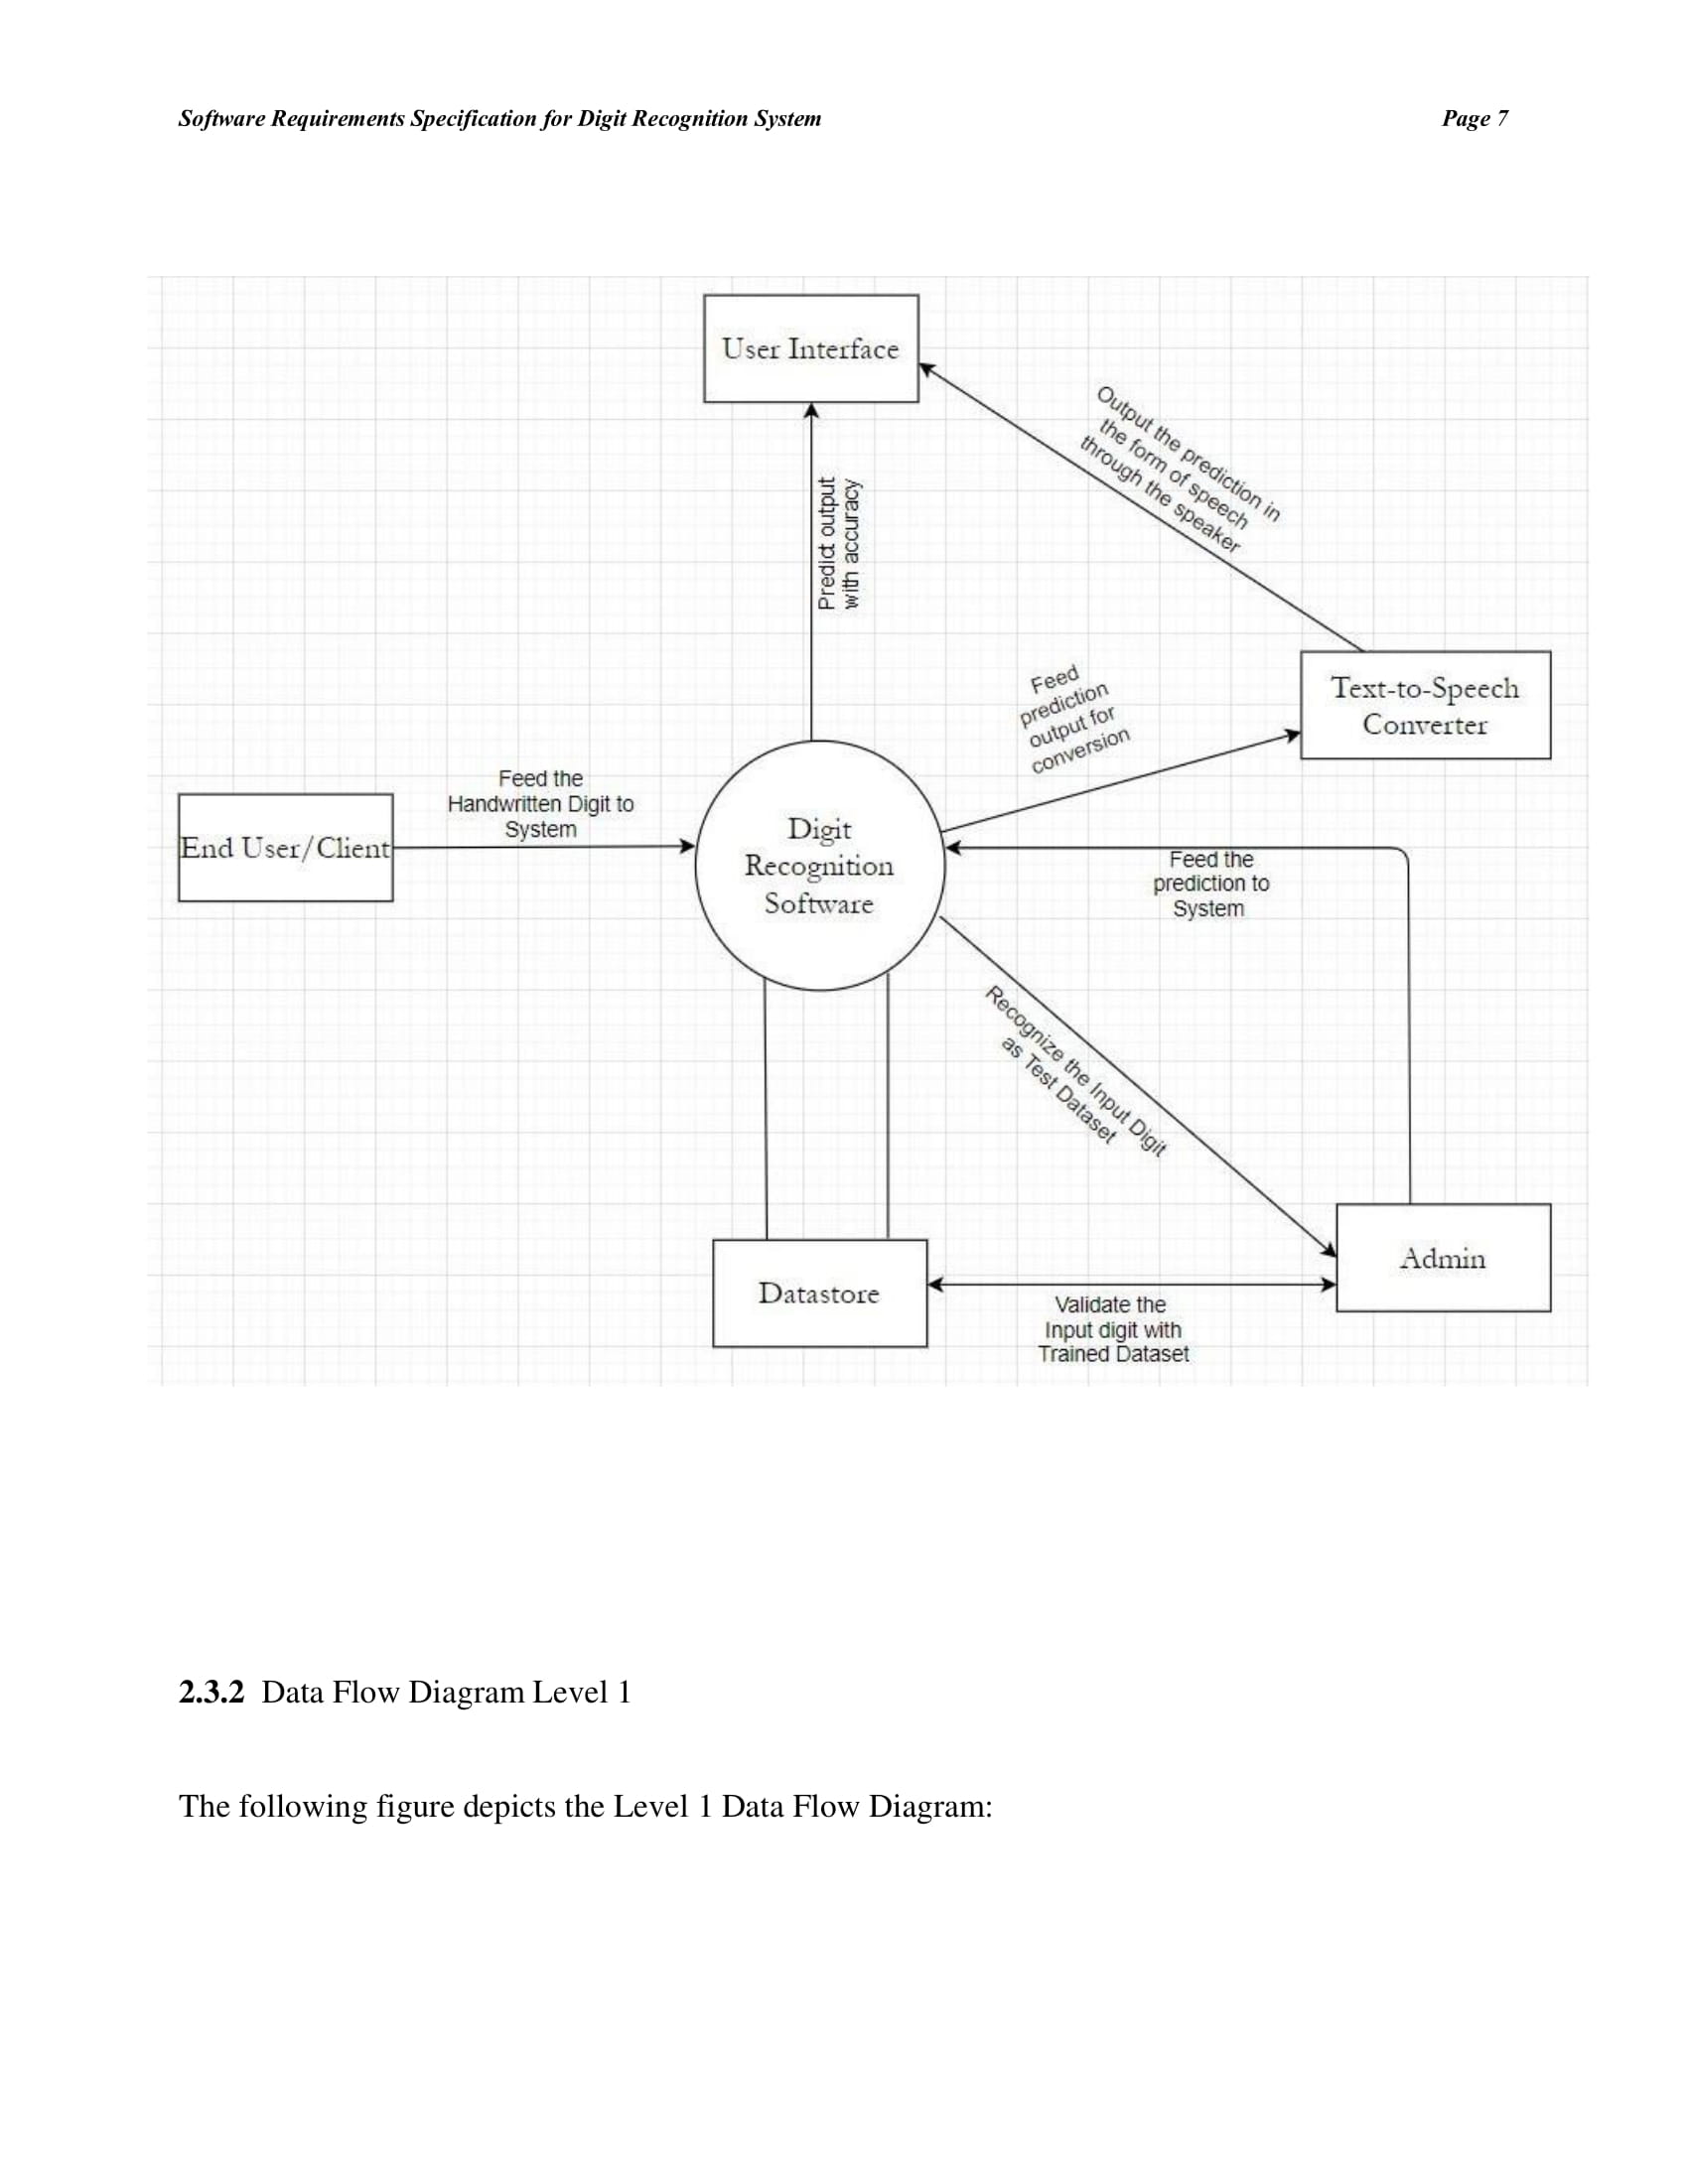 Software Requirements Specification for Digit Recognition System Page 7
User Interface
Output the prediction in
the form of speech
through the speaker
Predict output
with accuracy
Feed
prediction
output for
conversion
Text-to-Speech
Converter
Feed the
Handwritten Digit to
System
End User/Client
Digit
Recognition
Software
Feed the
prediction to
System
Recognize the Input Digit
as Test Dataset
Admin
Datastore
Validate the
Input digit with
Trained Dataset
2.3.2 Data Flow Diagram Level 1
The following figure depicts the Level 1 Data Flow Diagram: